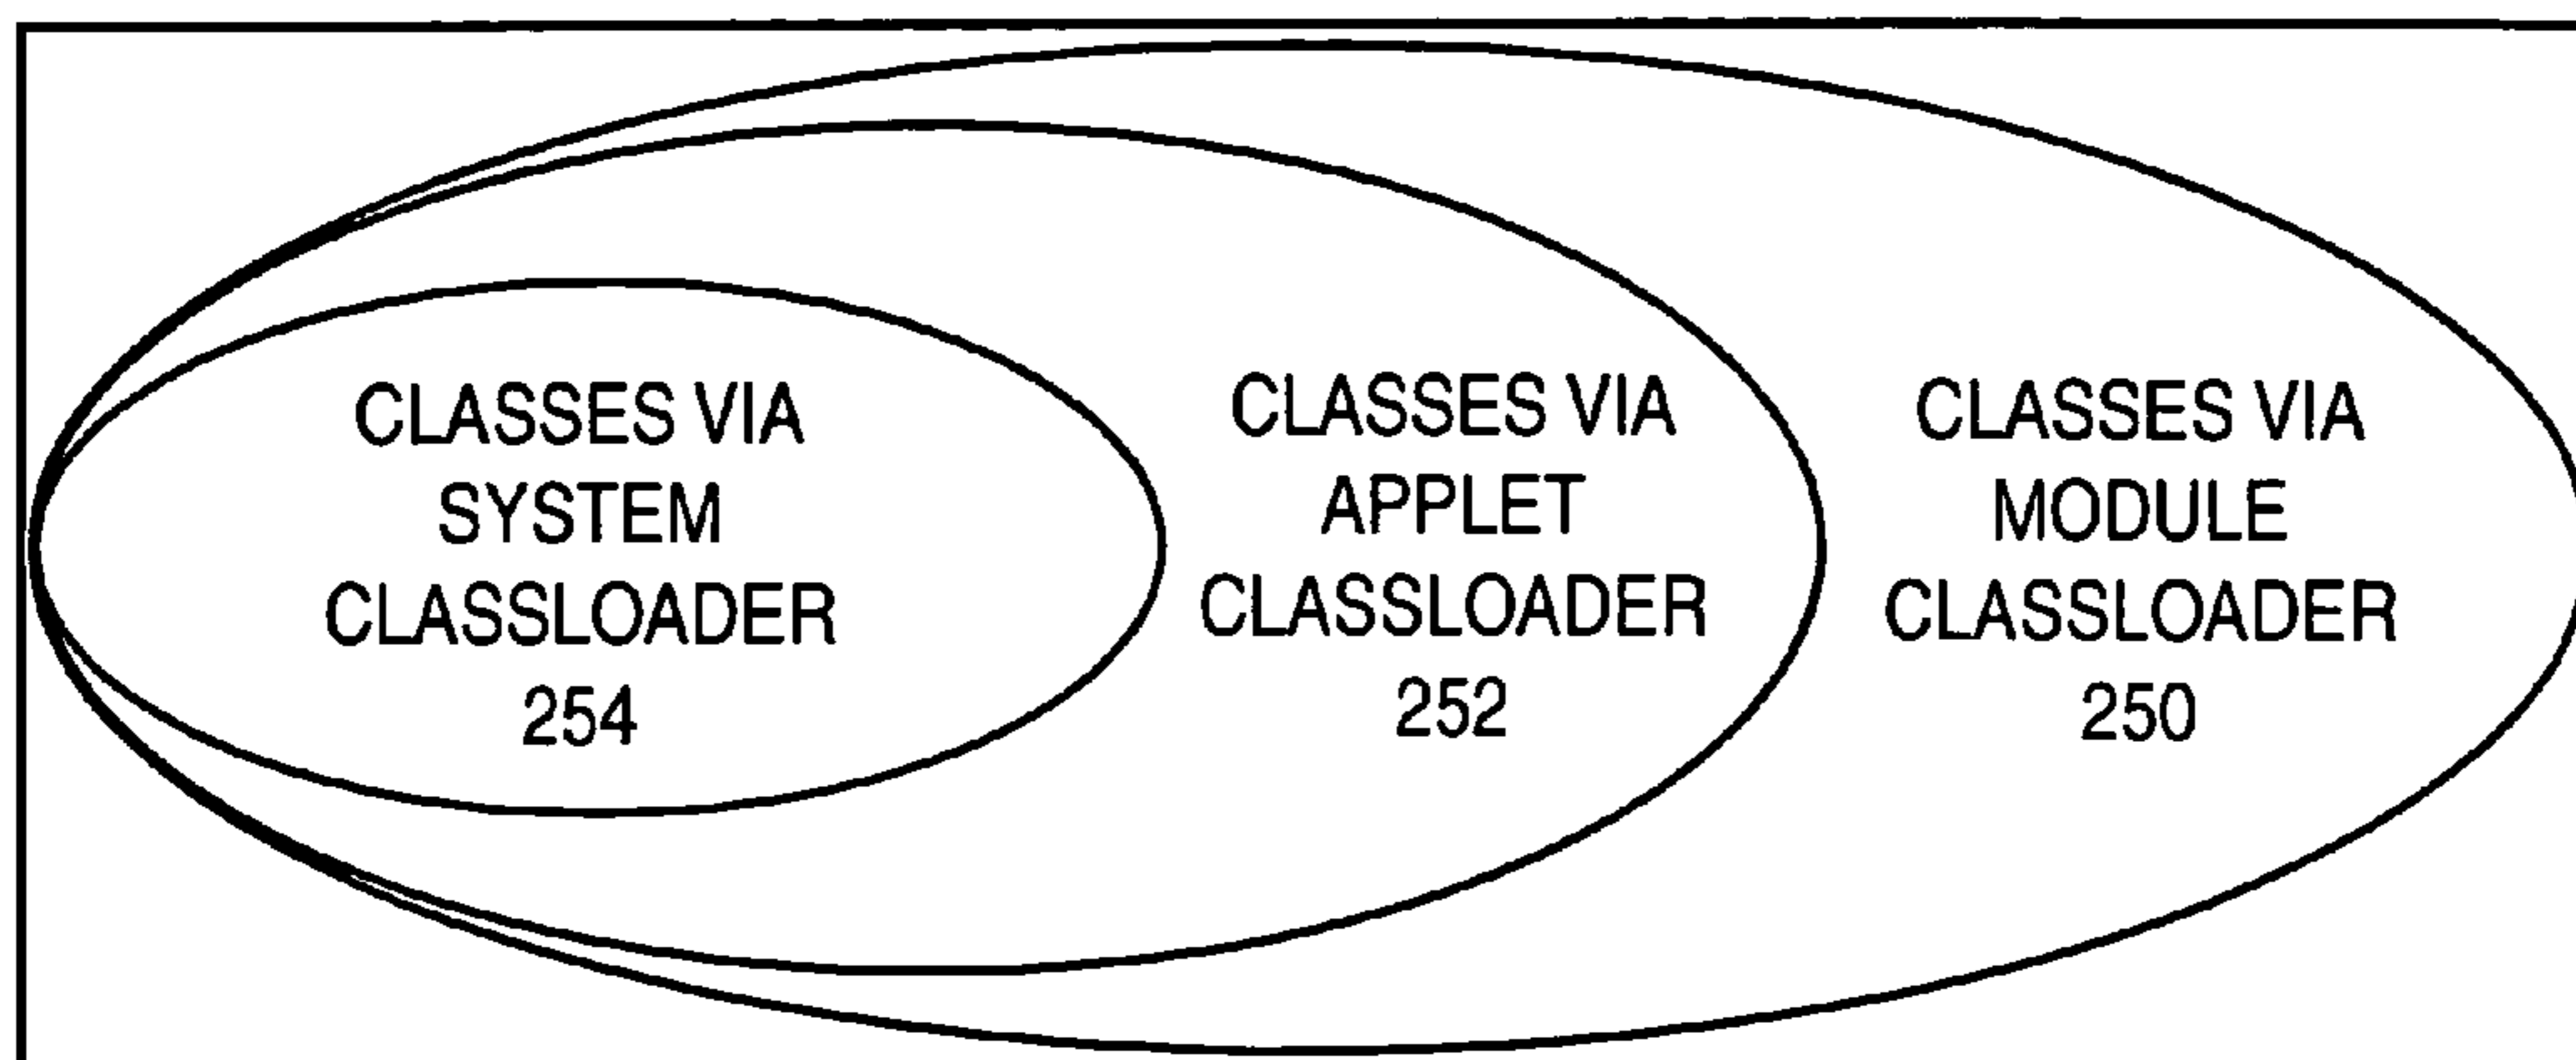 CLASSES VIA
SYSTEM
CLASSLOADER
254
CLASSES VIA
APPLET
CLASSLOADER
252
CLASSES VIA
MODULE
CLASSLOADER
250